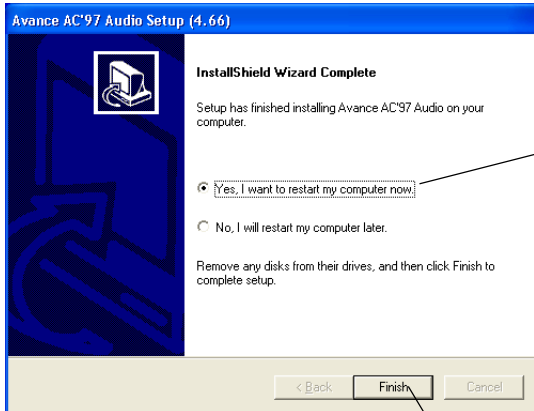 Avance AC'97 Audio Setup (4.66)
InstallShield Wizard Complete
Setup has finished installing Avance AC'97 Audio on your
computer.
Yes, I want to restart my computer now.
No, I will restart my computer later.
Remove any disks from their drives, and then click Finish to
complete setup.
< Back
Finish
Cancel